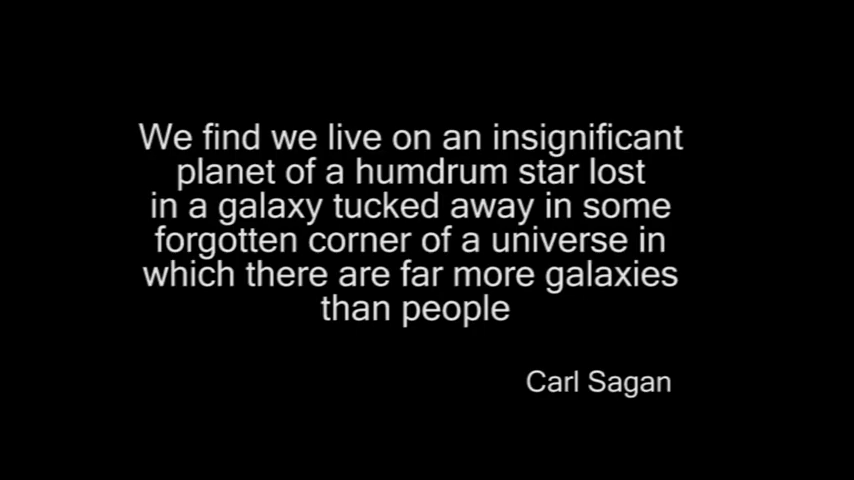 We find we live on an insignificant
planet of a humdrum star lost
in a galaxy tucked away in some
forgotten corner of a universe in
which there are far more galaxies
than people
Carl Sagan